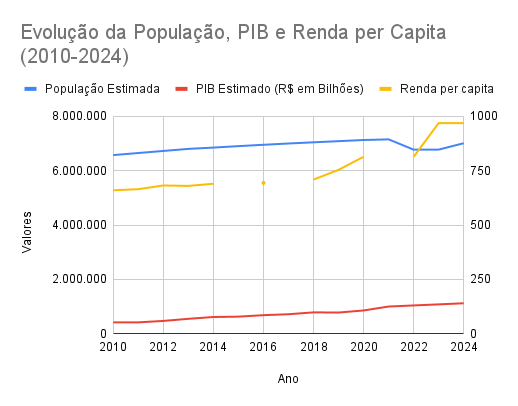 Evolução da População, PIB e Renda per Capita
(2010-2024)
População Estimada PIB Estimado (R$ em Bilhões) Renda per capita
8.000.000 1000
6.000.000 750
4.000.000 500
2.000.000 250
0 0
Valores
2010 2012 2014 2016 2018 2020 2022 2024
Ano